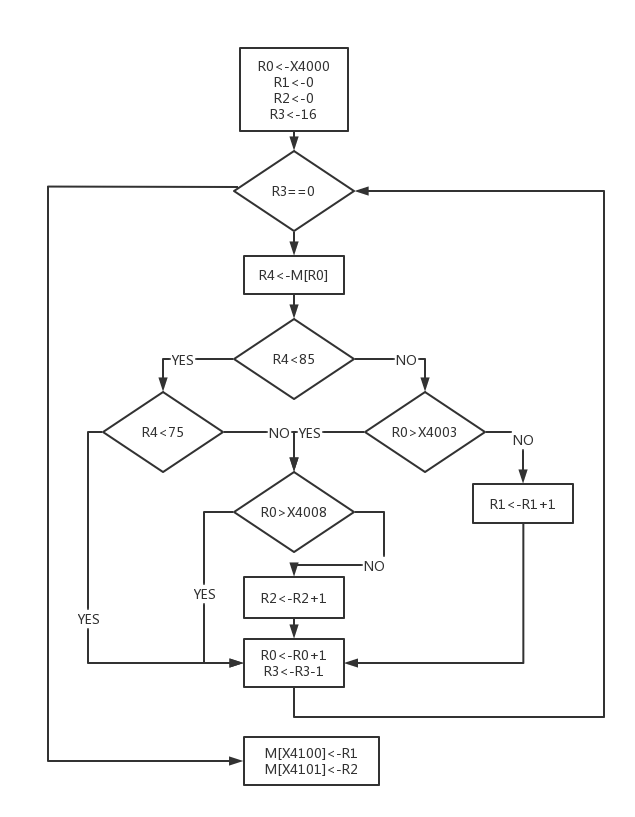 R0<-X4000
R1<-0
R2<-0
R3<-16
R3==0
R4<-M[R0]
R4<85
YES
NO
R4<75
NO
YES
R0>X4003
NO
R0>X4008
R1<-R1+1
NO
YES
R2<-R2+1
YES
R0<-R0+1
R3<-R3-1
M[X4100]<-R1
M[X4101]<-R2